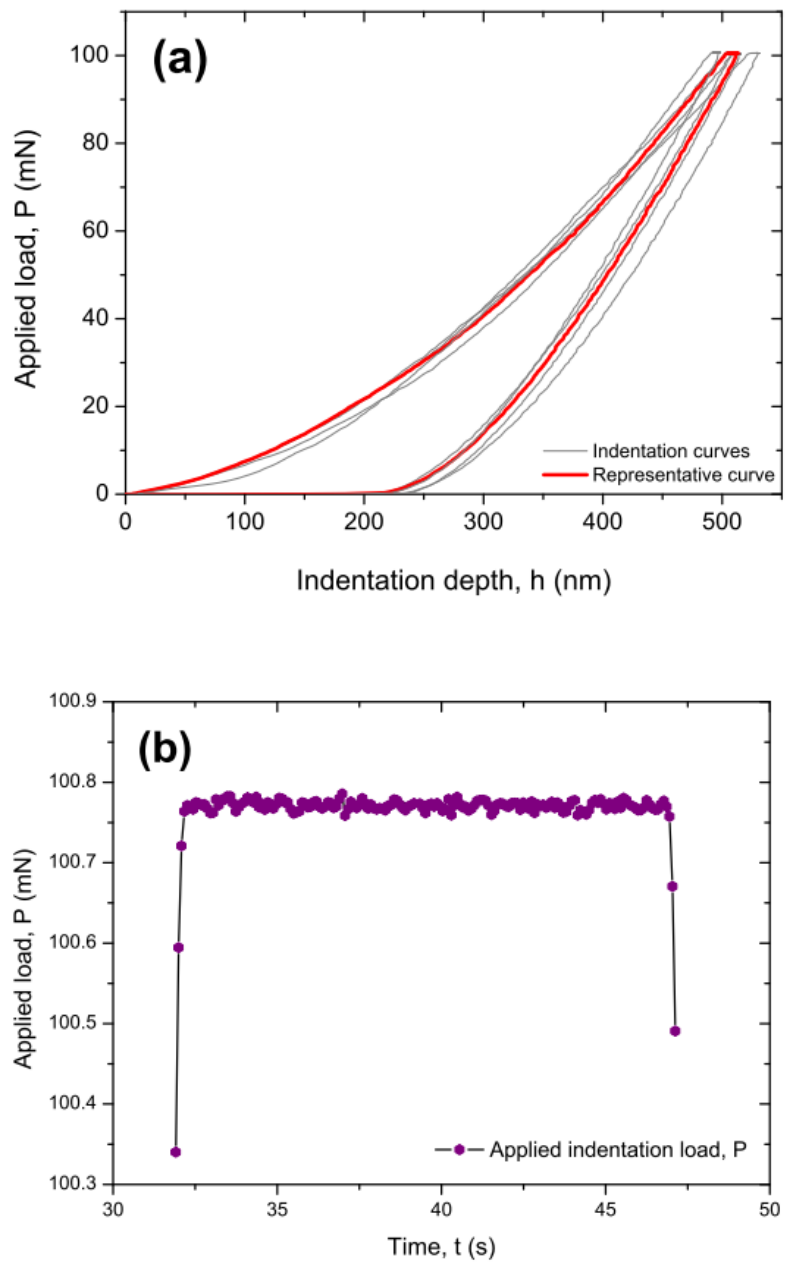 (a)
Applied load, P (mN)
100
80
60
40
20
0
Indentation curves
Representative curve
0 100 200 300 400 500
Indentation depth, h (nm)
(b)
Applied load, P (mN)
100.9
100.8
100.7
100.6
100.5
100.4
100.3
Applied indentation load, P
30 35 40 45 50
Time, t (s)